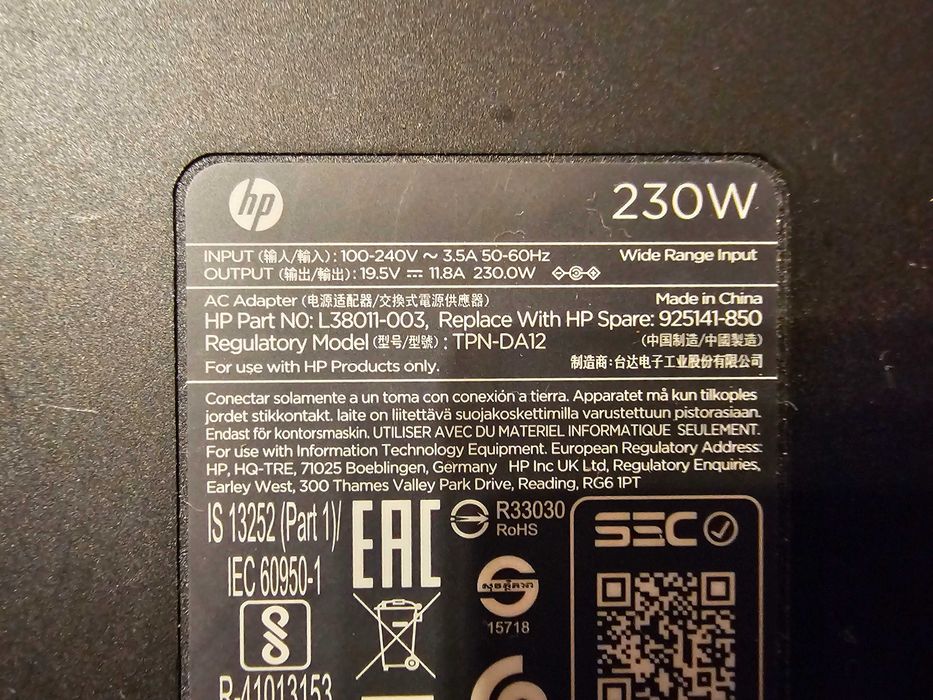 hp
230W
INPUT (输入/輸入) : 100-240V ~ 3.5A 50-60Hz Wide Range Input
OUTPUT (输出/輸出) : 19.5V ⎓ 11.8A 230.0W
AC Adapter (电源适配器/交換式電源供應器) Made in China
HP Part N0: L38011-003, Replace With HP Spare: 925141-850
Regulatory Model (型号/型號) : TPN-DA12 (中国制造/中國製造)
For use with HP Products only. 制造商:台达电子工业股份有限公司
Conectar solamente a un toma con conexión a tierra. Apparatet må kun tilkoples
jordet stikkontakt. laite on liitettävä suojakoskettimilla varustettuun pistorasiaan.
Endast för kontorsmaskin. UTILISER AVEC DU MATERIEL INFORMATIQUE SEULEMENT.
For use with Information Technology Equipment. European Regulatory Address:
HP, HQ-TRE, 71025 Boeblingen, Germany HP Inc UK Ltd, Regulatory Enquiries,
Earley West, 300 Thames Valley Park Drive, Reading, RG6 1PT
IS 13252 (Part 1)/
IEC 60950-1
R-41013153
EAC
R33030
RoHS
15718
SEC